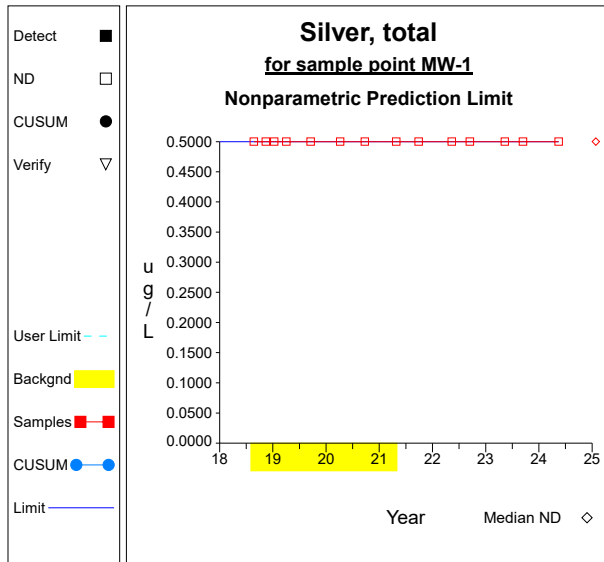 Detect
ND
CUSUM
Verify
User Limit
Backgnd
Samples
CUSUM
Limit
Silver, total
for sample point MW-1
Nonparametric Prediction Limit
0.5000
0.4500
0.4000
0.3500
0.3000
0.2500
0.2000
0.1500
0.1000
0.0500
0.0000
ug/L
18 19 20 21 22 23 24 25
Year
Median ND